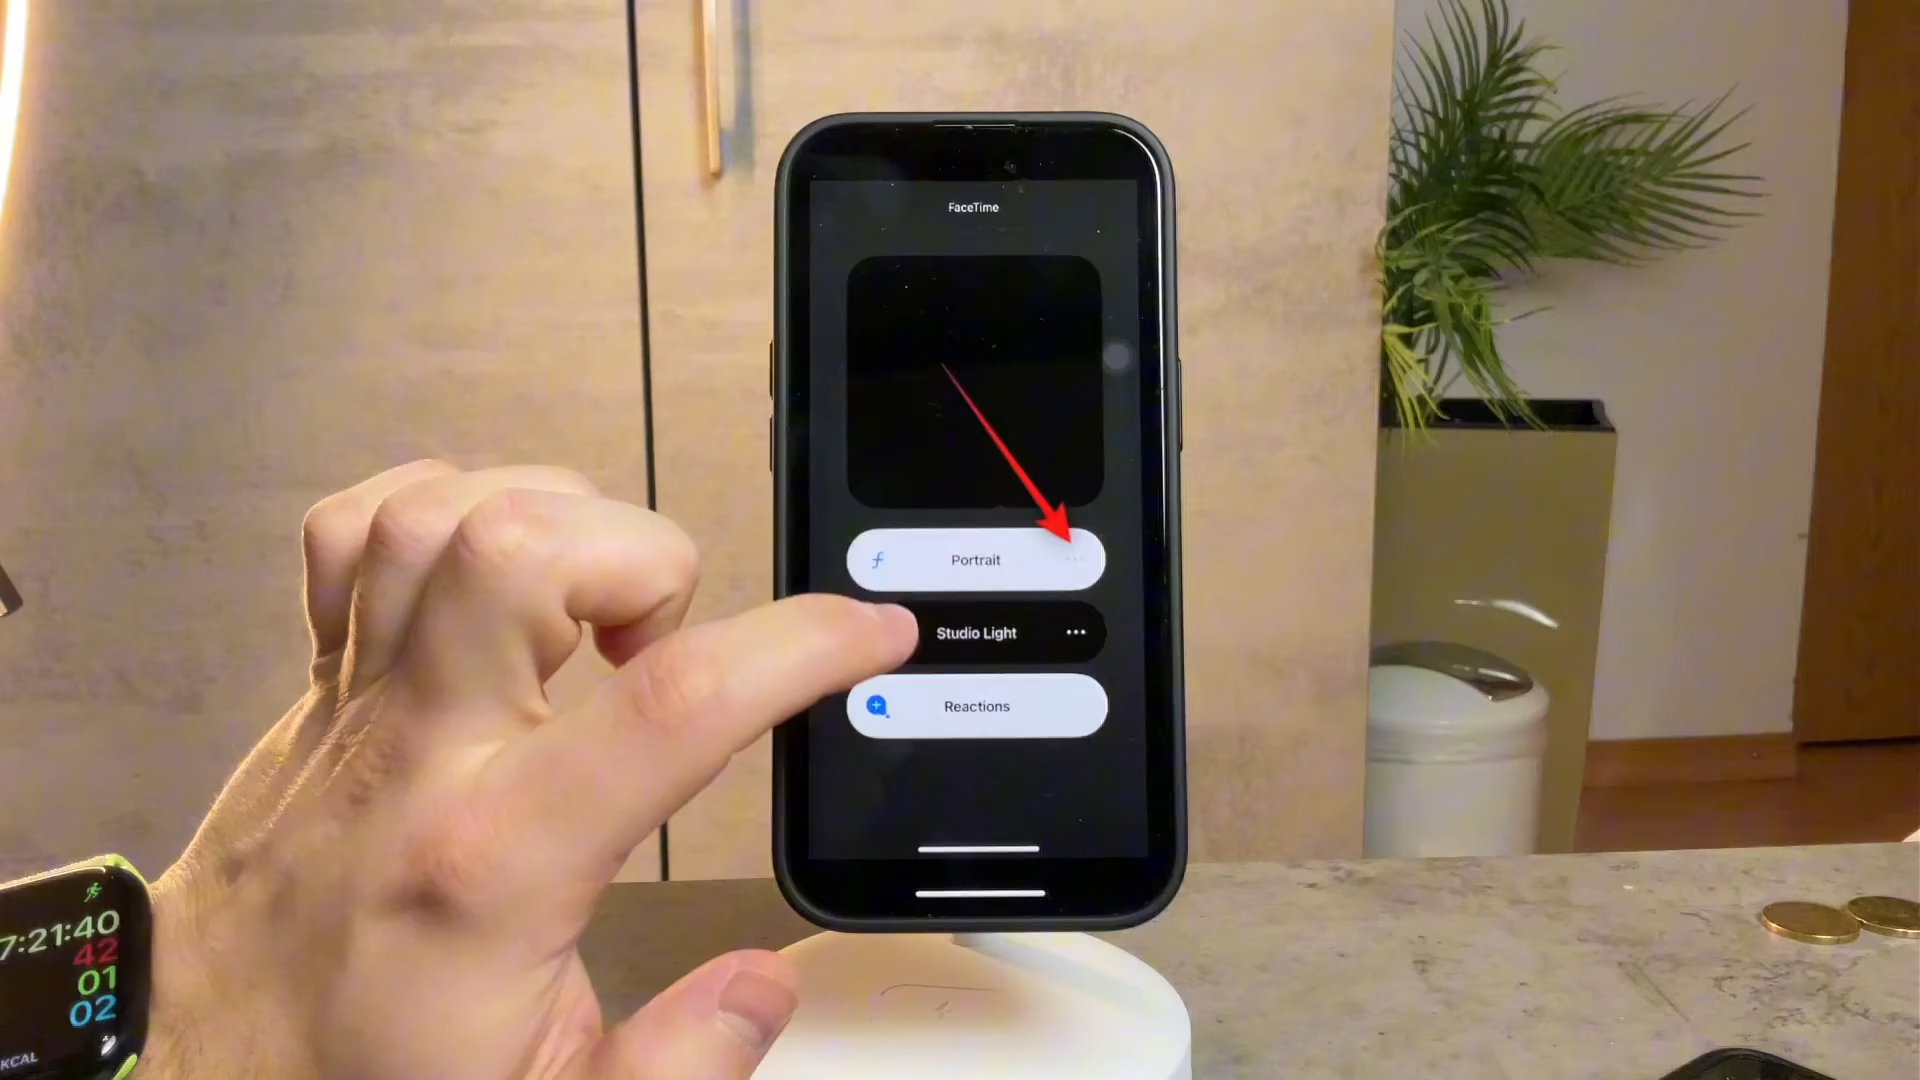 FaceTime
Portrait
Studio Light
Reactions
7:21:40
42
01
02
KCAL